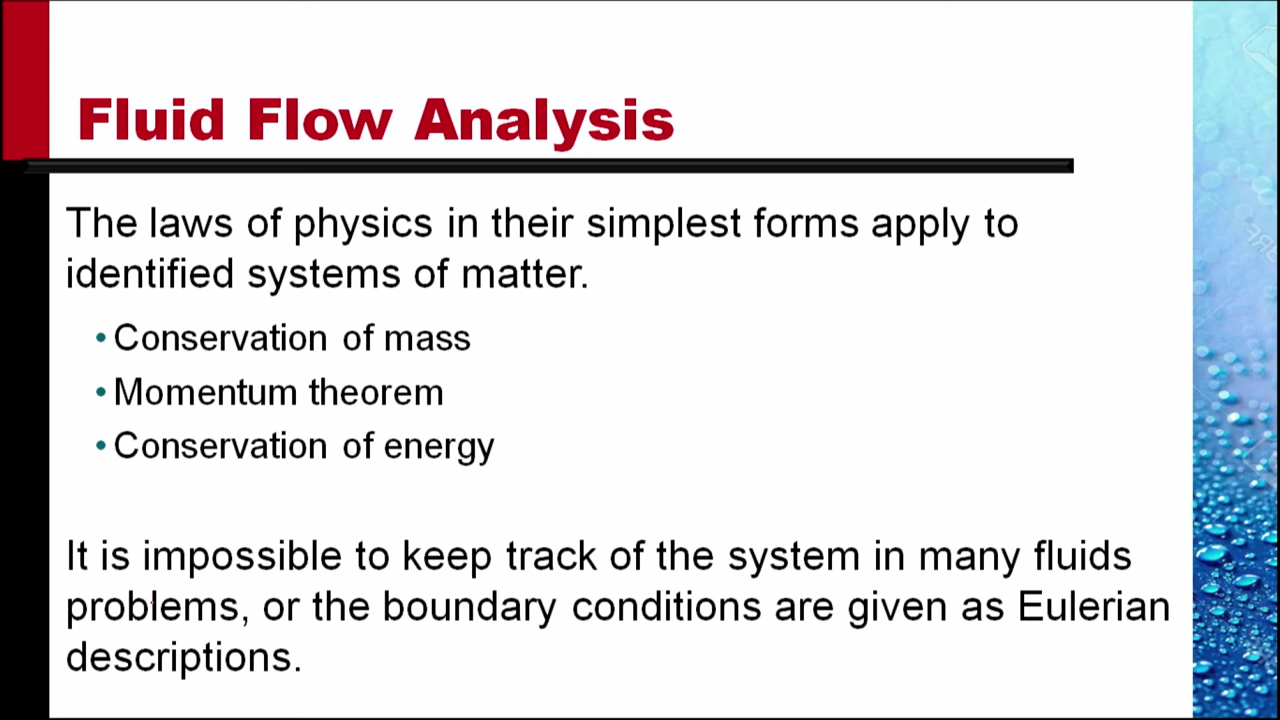 Fluid Flow Analysis
The laws of physics in their simplest forms apply to
identified systems of matter.
• Conservation of mass
• Momentum theorem
• Conservation of energy
It is impossible to keep track of the system in many fluids
problems, or the boundary conditions are given as Eulerian
descriptions.